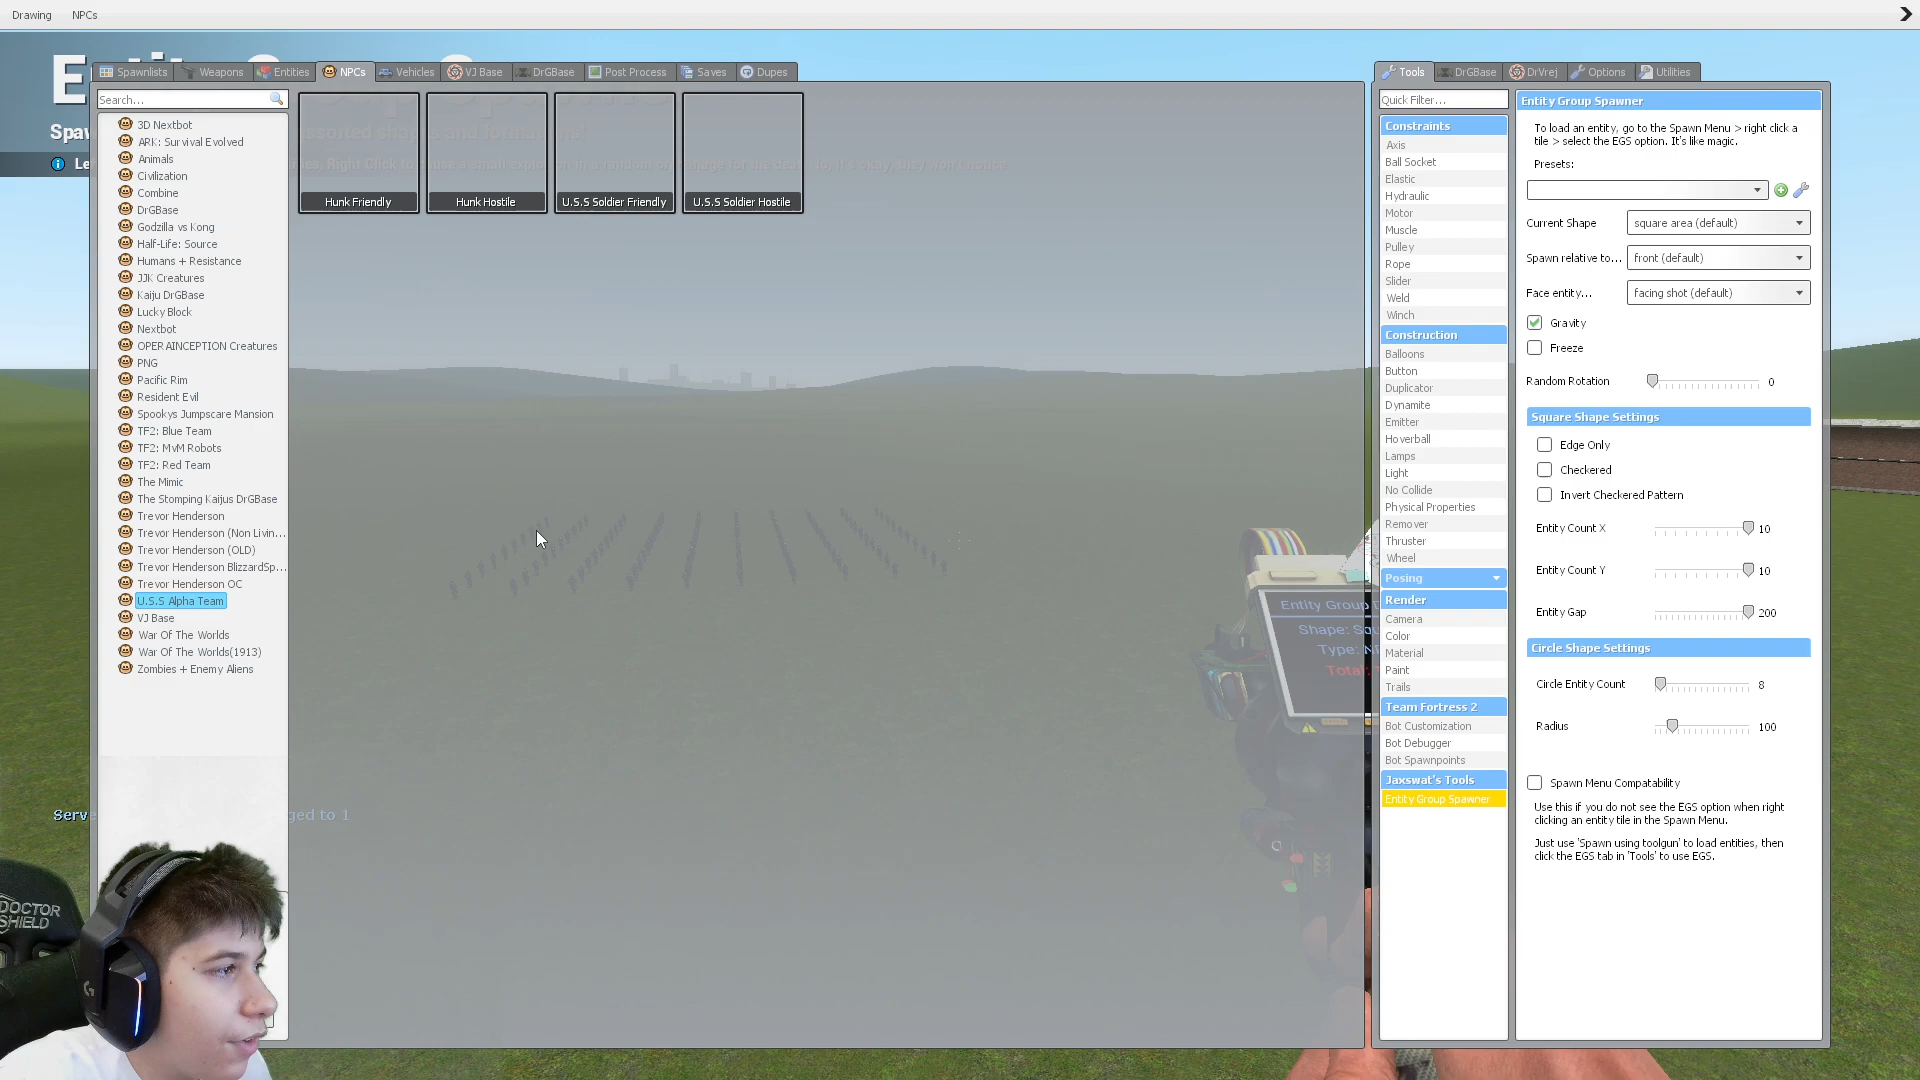 Drawing NPCs
Spawnlists Weapons Entities NPCs Vehicles VJ Base DrGBase Post Process Saves Dupes
Search...
3D Nextbot
ARK: Survival Evolved
Animals
Civilization
Combine
DrGBase
Godzilla vs Kong
Half-Life: Source
Humans + Resistance
JJK Creatures
Kaiju DrGBase
Lucky Block
Nextbot
OPERAINCEPTION Creatures
PNG
Pacific Rim
Resident Evil
Spookys Jumpscare Mansion
TF2: Blue Team
TF2: MvM Robots
TF2: Red Team
The Mimic
The Stomping Kaijus DrGBase
Trevor Henderson
Trevor Henderson (Non Livin...
Trevor Henderson (OLD)
Trevor Henderson BlizzardSp...
Trevor Henderson OC
U.S.S Alpha Team
VJ Base
War Of The Worlds
War Of The Worlds(1913)
Zombies + Enemy Aliens
Hunk Friendly
Hunk Hostile
U.S.S Soldier Friendly
U.S.S Soldier Hostile
ged to 1
DOCTOR
SHIELD
Entity Group
Shape:
Type:
Total:
Tools DrGBase DrVrej Options Utilities
Quick Filter...
Constraints
Axis
Ball Socket
Elastic
Hydraulic
Motor
Muscle
Pulley
Rope
Slider
Weld
Winch
Construction
Balloons
Button
Duplicator
Dynamite
Emitter
Hoverball
Lamps
Light
No Collide
Physical Properties
Remover
Thruster
Wheel
Posing
Render
Camera
Color
Material
Paint
Trails
Team Fortress 2
Bot Customization
Bot Debugger
Bot Spawnpoints
Jaxswat's Tools
Entity Group Spawner
Entity Group Spawner
To load an entity, go to the Spawn Menu > right click a
tile > select the EGS option. It's like magic.
Presets:
Current Shape square area (default)
Spawn relative to... front (default)
Face entity... facing shot (default)
Gravity
Freeze
Random Rotation 0
Square Shape Settings
Edge Only
Checkered
Invert Checkered Pattern
Entity Count X 10
Entity Count Y 10
Entity Gap 200
Circle Shape Settings
Circle Entity Count 8
Radius 100
Spawn Menu Compatability
Use this if you do not see the EGS option when right
clicking an entity tile in the Spawn Menu.
Just use 'Spawn using toolgun' to load entities, then
click the EGS tab in 'Tools' to use EGS.